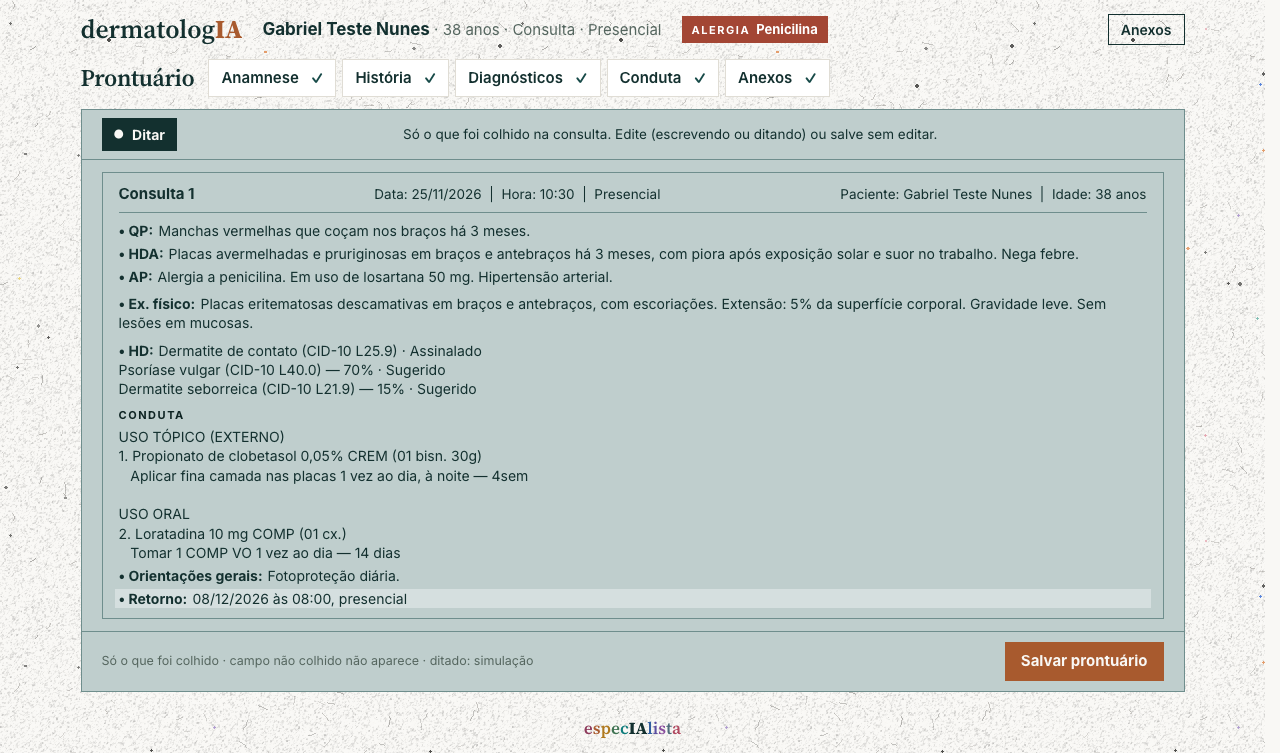 dermatologIA Gabriel Teste Nunes · 38 anos · Consulta · Presencial ALERGIA Penicilina Anexos
Prontuário Anamnese ✓ História ✓ Diagnósticos ✓ Conduta ✓ Anexos ✓
Ditar Só o que foi colhido na consulta. Edite (escrevendo ou ditando) ou salve sem editar.
Consulta 1 Data: 25/11/2026 | Hora: 10:30 | Presencial Paciente: Gabriel Teste Nunes | Idade: 38 anos
• QP: Manchas vermelhas que coçam nos braços há 3 meses.
• HDA: Placas avermelhadas e pruriginosas em braços e antebraços há 3 meses, com piora após exposição solar e suor no trabalho. Nega febre.
• AP: Alergia a penicilina. Em uso de losartana 50 mg. Hipertensão arterial.
• Ex. físico: Placas eritematosas descamativas em braços e antebraços, com escoriações. Extensão: 5% da superfície corporal. Gravidade leve. Sem
lesões em mucosas.
• HD: Dermatite de contato (CID-10 L25.9) · Assinalado
Psoríase vulgar (CID-10 L40.0) — 70% · Sugerido
Dermatite seborreica (CID-10 L21.9) — 15% · Sugerido
CONDUTA
USO TÓPICO (EXTERNO)
1. Propionato de clobetasol 0,05% CREM (01 bisn. 30g)
Aplicar fina camada nas placas 1 vez ao dia, à noite — 4sem
USO ORAL
2. Loratadina 10 mg COMP (01 cx.)
Tomar 1 COMP VO 1 vez ao dia — 14 dias
• Orientações gerais: Fotoproteção diária.
• Retorno: 08/12/2026 às 08:00, presencial
Só o que foi colhido · campo não colhido não aparece · ditado: simulação Salvar prontuário
especIAlista